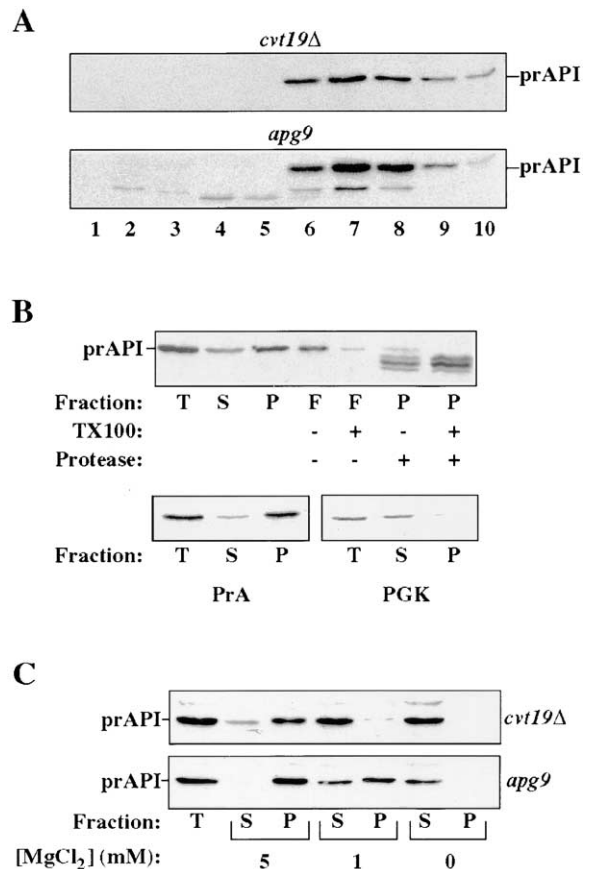 A
cvt19Δ
prAPI
apg9
prAPI
1 2 3 4 5 6 7 8 9 10
B
prAPI
Fraction: T S P F F P P
TX100: - + - +
Protease: - - + +
Fraction: T S P T S P
PrA PGK
C
prAPI cvt19Δ
prAPI apg9
Fraction: T S P S P S P
[MgCl₂] (mM): 5 1 0